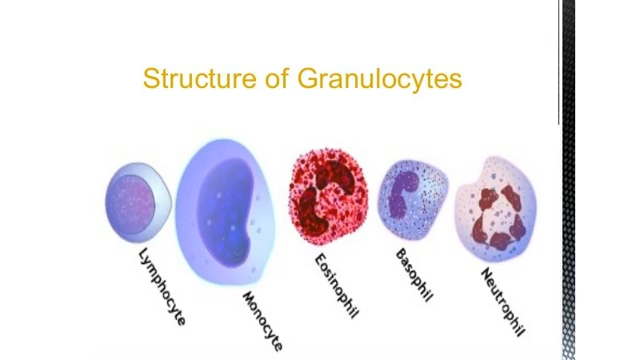 Structure of Granulocytes
Lymphocyte
Monocyte
Eosinophil
Basophil
Neutrophil